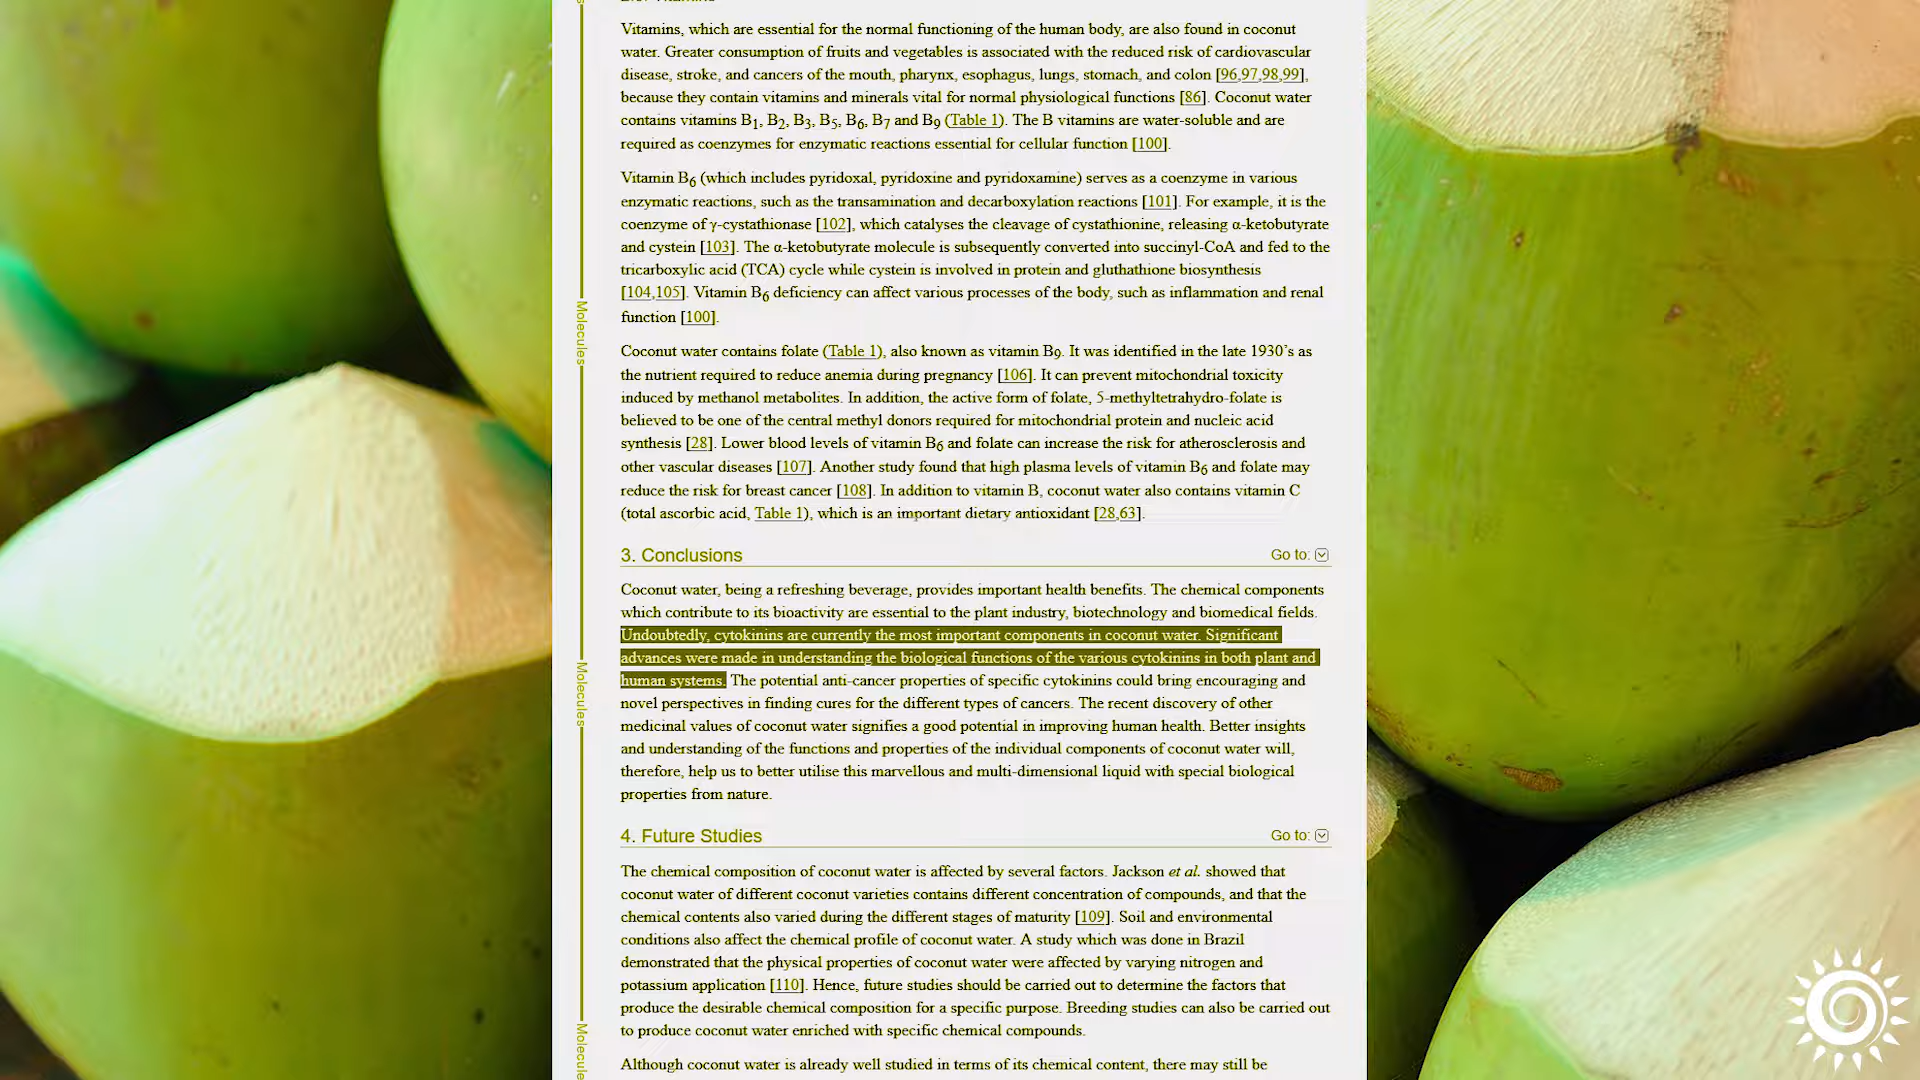 Vitamins, which are essential for the normal functioning of the human body, are also found in coconut
water. Greater consumption of fruits and vegetables is associated with the reduced risk of cardiovascular
disease, stroke, and cancers of the mouth, pharynx, esophagus, lungs, stomach, and colon [96,97,98,99],
because they contain vitamins and minerals vital for normal physiological functions [86]. Coconut water
contains vitamins B1, B2, B3, B5, B6, B7 and B9 (Table 1). The B vitamins are water-soluble and are
required as coenzymes for enzymatic reactions essential for cellular function [100].
Vitamin B6 (which includes pyridoxal, pyridoxine and pyridoxamine) serves as a coenzyme in various
enzymatic reactions, such as the transamination and decarboxylation reactions [101]. For example, it is the
coenzyme of γ-cystathionase [102], which catalyses the cleavage of cystathionine, releasing α-ketobutyrate
and cystein [103]. The α-ketobutyrate molecule is subsequently converted into succinyl-CoA and fed to the
tricarboxylic acid (TCA) cycle while cystein is involved in protein and gluthathione biosynthesis
[104,105]. Vitamin B6 deficiency can affect various processes of the body, such as inflammation and renal
function [100].
Coconut water contains folate (Table 1), also known as vitamin B9. It was identified in the late 1930’s as
the nutrient required to reduce anemia during pregnancy [106]. It can prevent mitochondrial toxicity
induced by methanol metabolites. In addition, the active form of folate, 5-methyltetrahydro-folate is
believed to be one of the central methyl donors required for mitochondrial protein and nucleic acid
synthesis [28]. Lower blood levels of vitamin B6 and folate can increase the risk for atherosclerosis and
other vascular diseases [107]. Another study found that high plasma levels of vitamin B6 and folate may
reduce the risk for breast cancer [108]. In addition to vitamin B, coconut water also contains vitamin C
(total ascorbic acid, Table 1), which is an important dietary antioxidant [28,63].
3. Conclusions Go to:
Coconut water, being a refreshing beverage, provides important health benefits. The chemical components
which contribute to its bioactivity are essential to the plant industry, biotechnology and biomedical fields.
Undoubtedly, cytokinins are currently the most important components in coconut water. Significant
advances were made in understanding the biological functions of the various cytokinins in both plant and
human systems. The potential anti-cancer properties of specific cytokinins could bring encouraging and
novel perspectives in finding cures for the different types of cancers. The recent discovery of other
medicinal values of coconut water signifies a good potential in improving human health. Better insights
and understanding of the functions and properties of the individual components of coconut water will,
therefore, help us to better utilise this marvellous and multi-dimensional liquid with special biological
properties from nature.
4. Future Studies Go to:
The chemical composition of coconut water is affected by several factors. Jackson et al. showed that
coconut water of different coconut varieties contains different concentration of compounds, and that the
chemical contents also varied during the different stages of maturity [109]. Soil and environmental
conditions also affect the chemical profile of coconut water. A study which was done in Brazil
demonstrated that the physical properties of coconut water were affected by varying nitrogen and
potassium application [110]. Hence, future studies should be carried out to determine the factors that
produce the desirable chemical composition for a specific purpose. Breeding studies can also be carried out
to produce coconut water enriched with specific chemical compounds.
Although coconut water is already well studied in terms of its chemical content, there may still be
Molecules
Molecules
Molecules